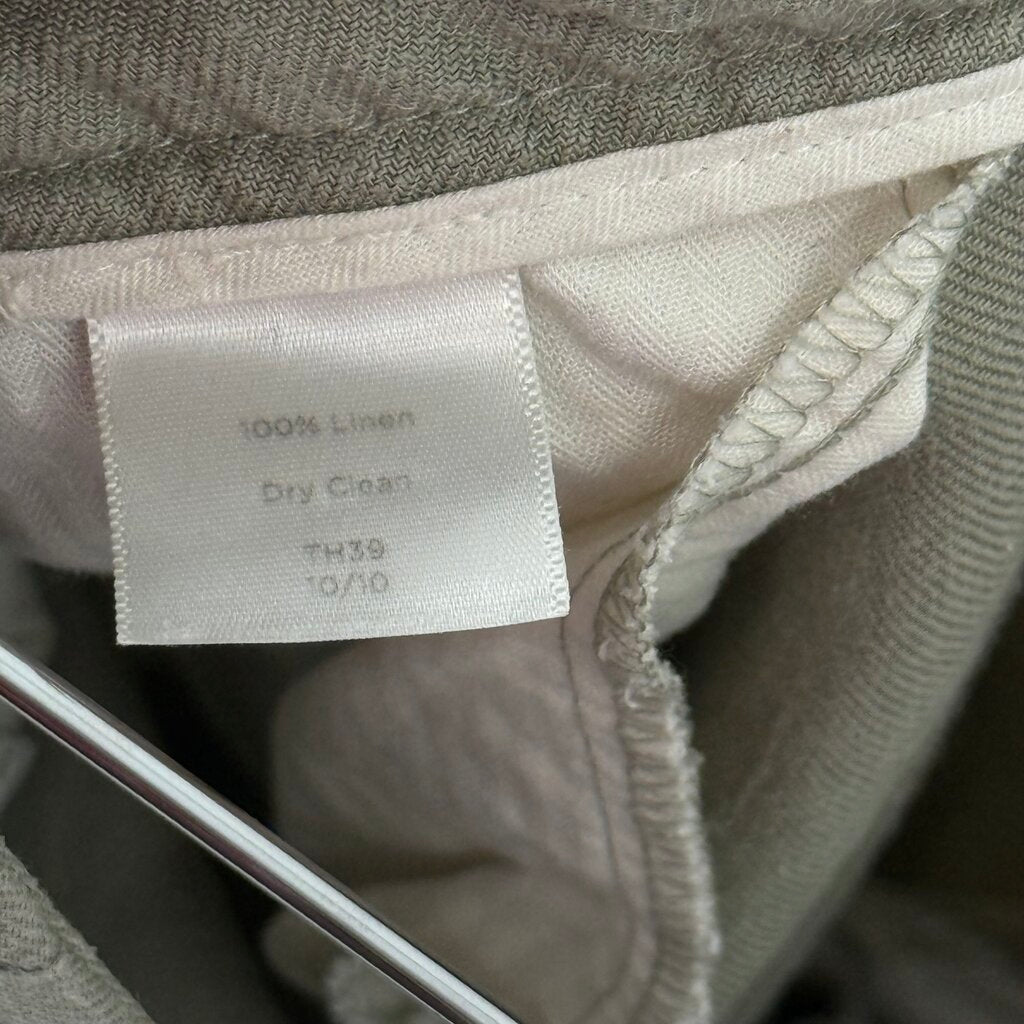 100% Linen
Dry Clean
TH39
10/10